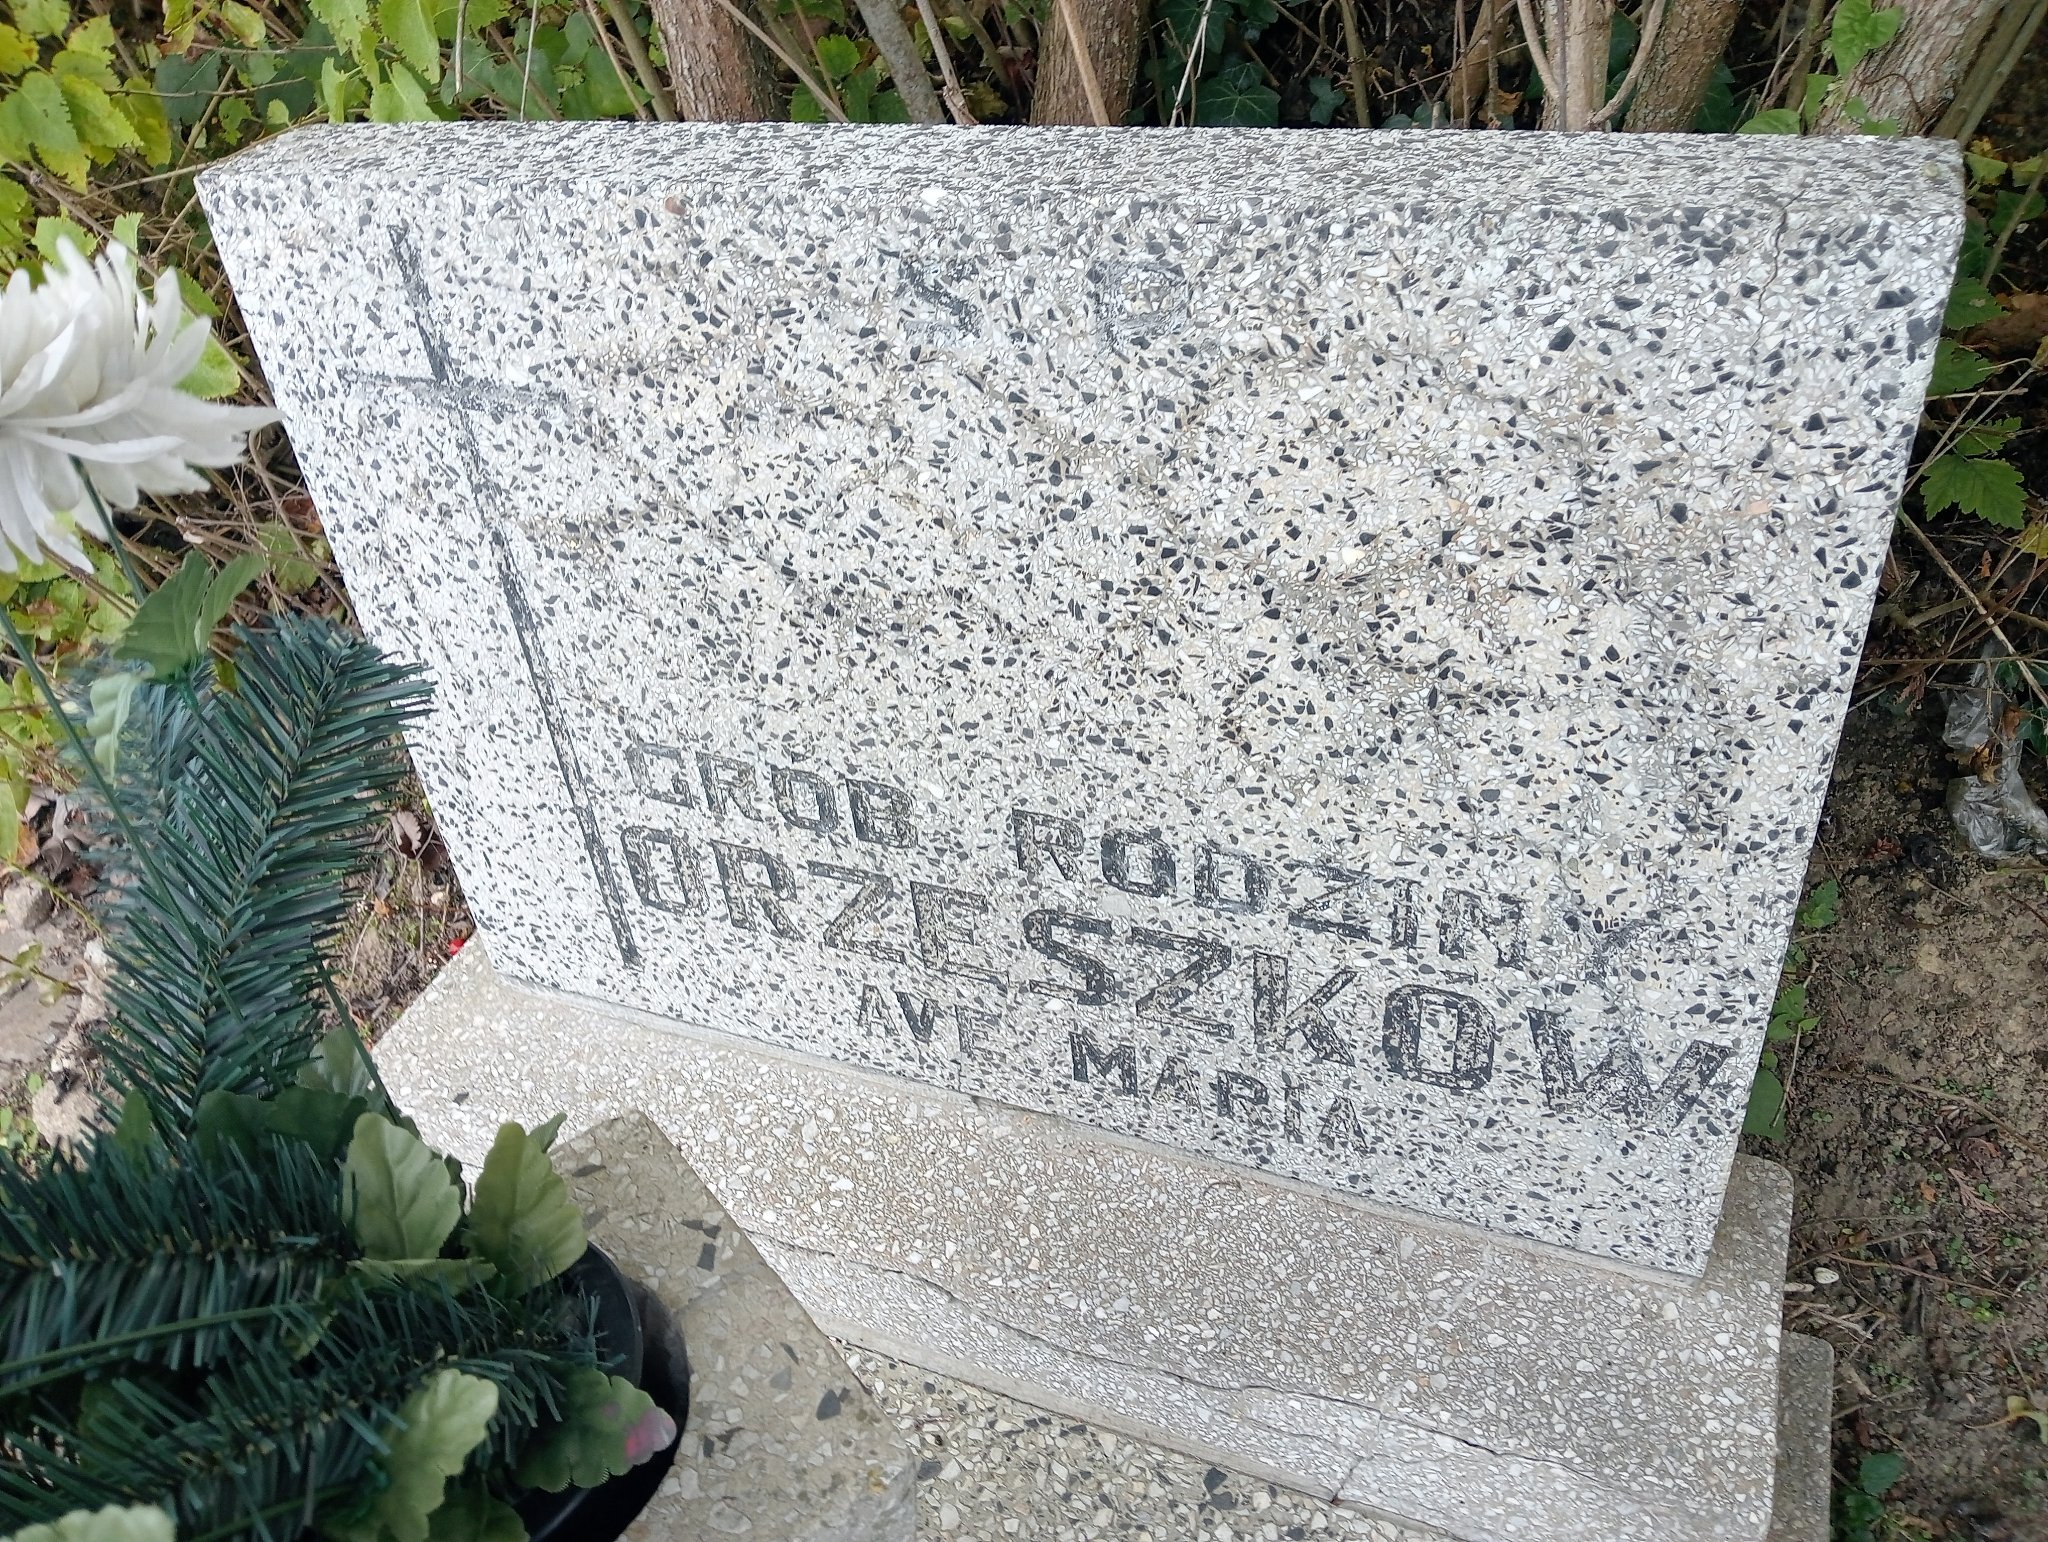 S P
GRÓB RODZINY
ORZESZKÓW
AVE MARIA